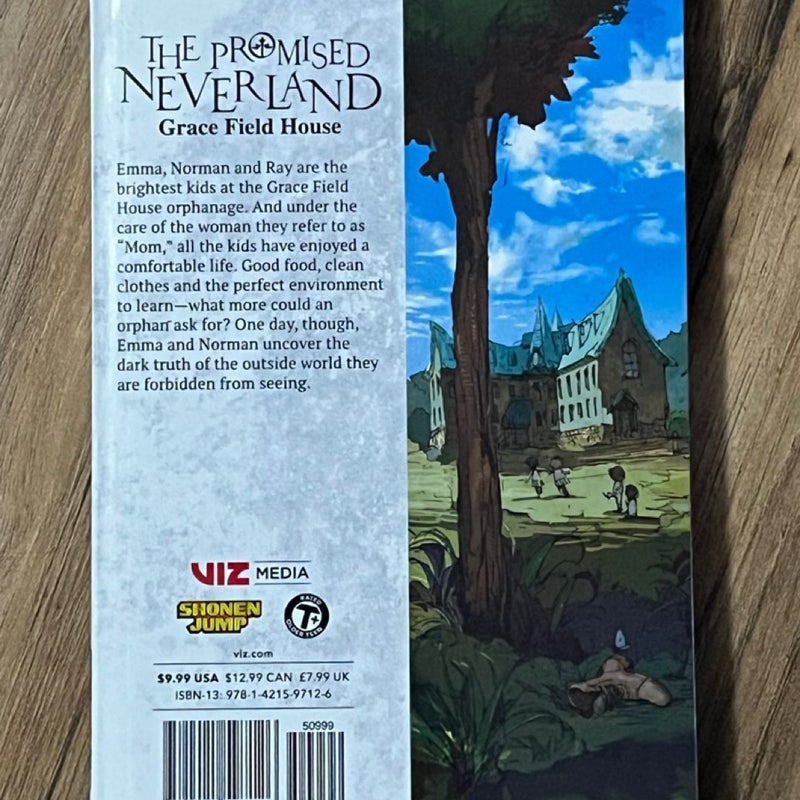 THE PROMISED
NEVERLAND
Grace Field House
Emma, Norman and Ray are the
brightest kids at the Grace Field
House orphanage. And under the
care of the woman they refer to as
“Mom,” all the kids have enjoyed a
comfortable life. Good food, clean
clothes and the perfect environment
to learn—what more could an
orphan ask for? One day, though,
Emma and Norman uncover the
dark truth of the outside world they
are forbidden from seeing.
VIZ MEDIA
SHONEN
JUMP
RATED
T+
OLDER TEEN
viz.com
$9.99 USA $12.99 CAN £7.99 UK
ISBN-13: 978-1-4215-9712-6
50999